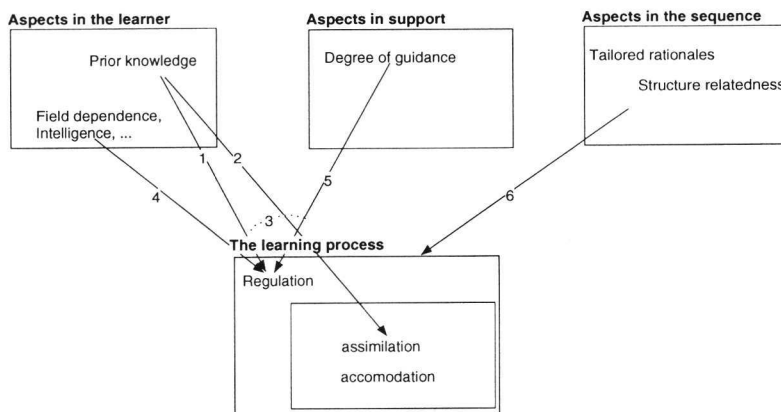 Aspects in the learner
Aspects in support
Aspects in the sequence
Prior knowledge
Degree of guidance
Tailored rationales
Structure relatedness
Field dependence,
Intelligence, ...
1
2
5
4
6
3
The learning process
Regulation
assimilation
accomodation